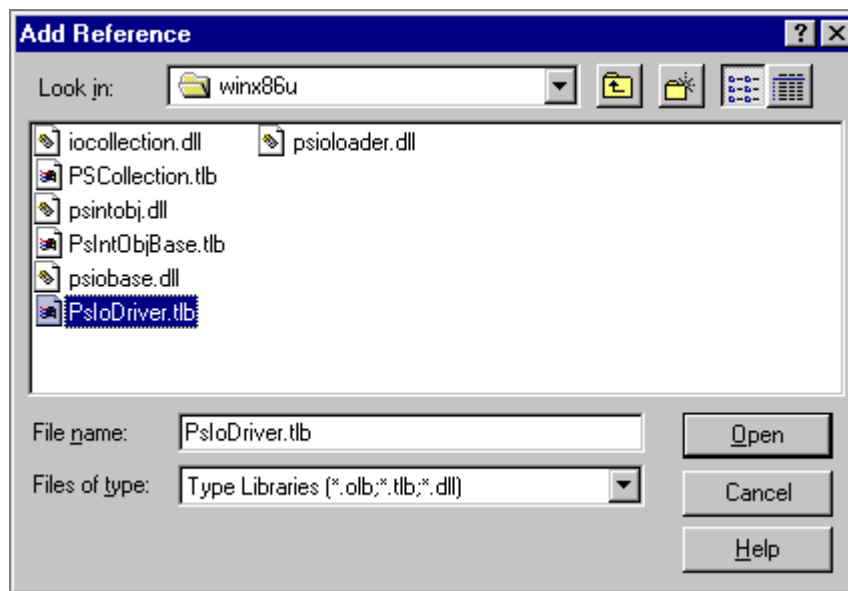 Add Reference
Look in: winx86u
iocollection.dll psioloader.dll
PSCollection.tlb
psintobj.dll
PsIntObjBase.tlb
psiobase.dll
PsIoDriver.tlb
File name: PsIoDriver.tlb Open
Files of type: Type Libraries (*.olb;*.tlb;*.dll) Cancel
Help